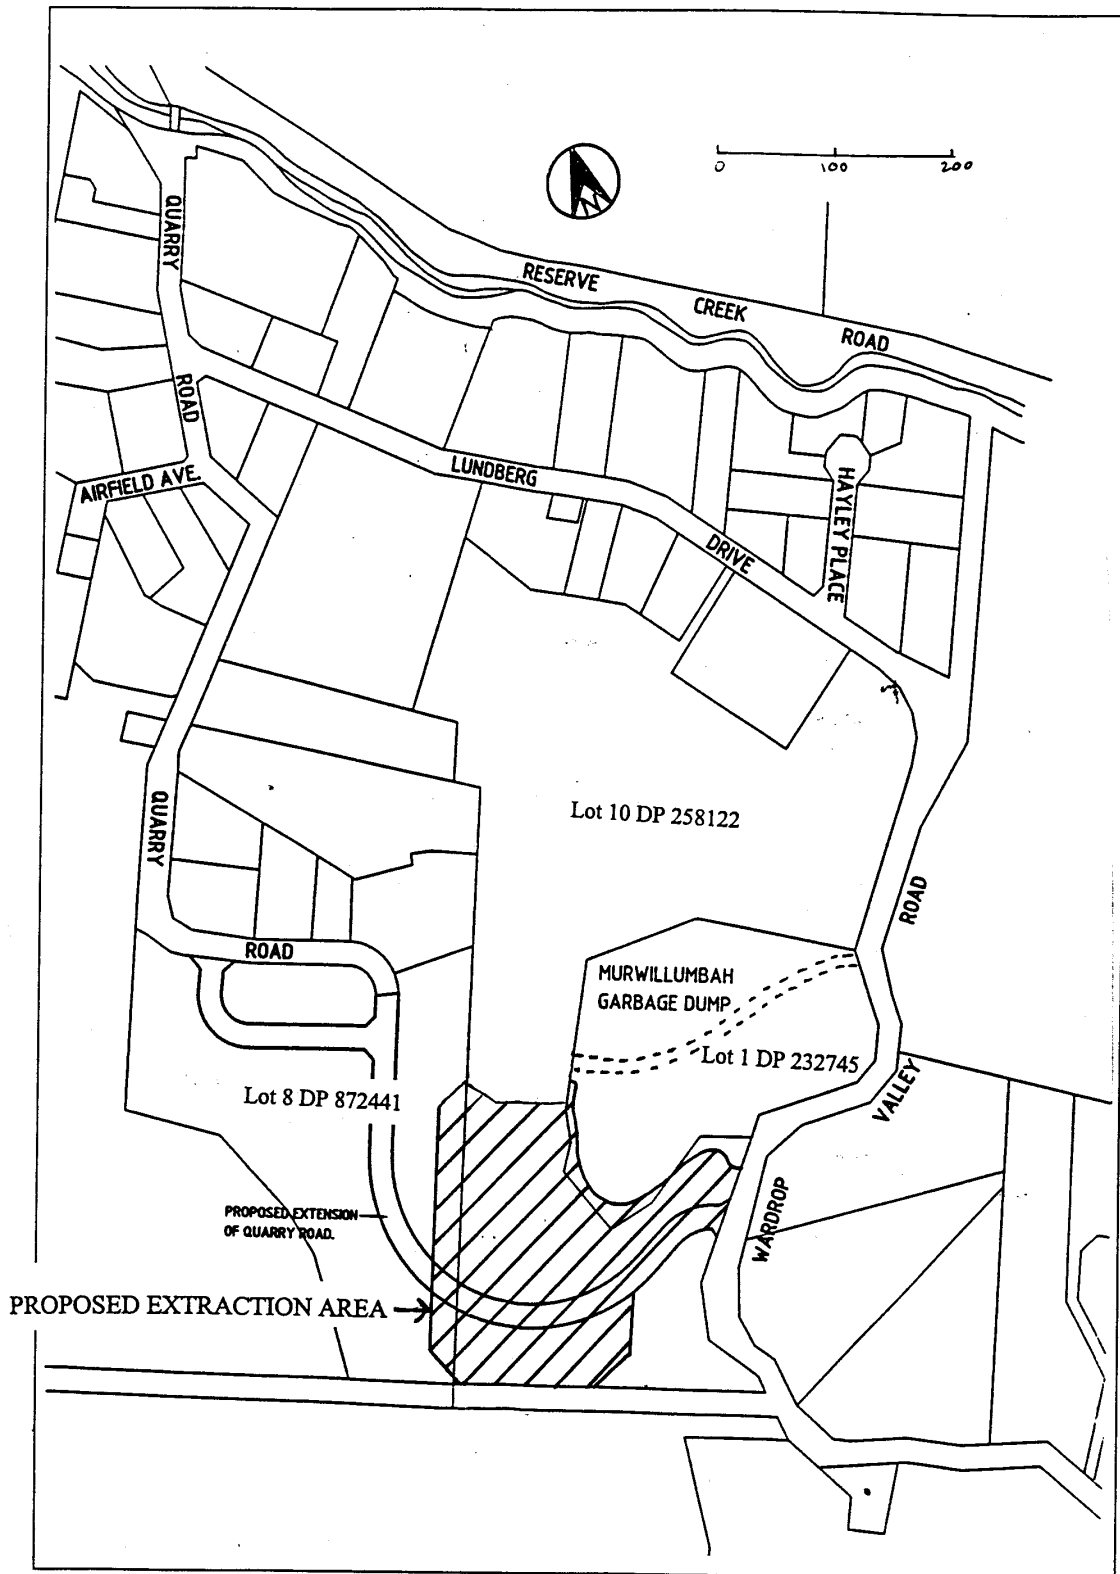 0 100 200
QUARRY
RESERVE CREEK ROAD
ROAD
LUNDBERG DRIVE
AIRFIELD AVE.
HAYLEY PLACE
QUARRY
Lot 10 DP 258122
ROAD
ROAD
MURWILLUMBAH
GARBAGE DUMP
Lot 1 DP 232745
VALLEY
Lot 8 DP 872441
WARDROP
PROPOSED EXTENSION
OF QUARRY ROAD.
PROPOSED EXTRACTION AREA